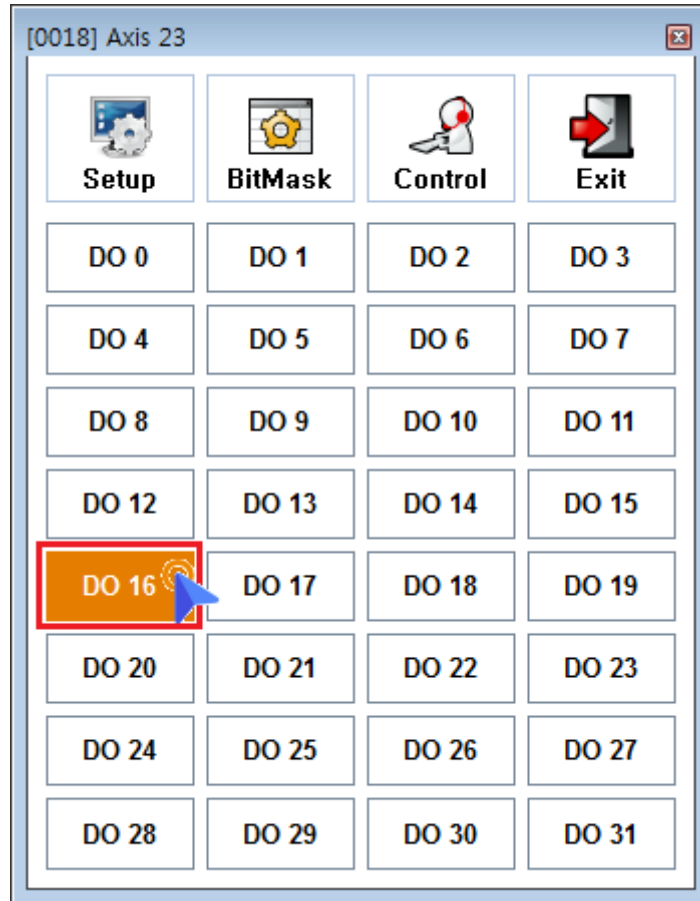 [0018] Axis 23
Setup BitMask Control Exit
DO 0 DO 1 DO 2 DO 3
DO 4 DO 5 DO 6 DO 7
DO 8 DO 9 DO 10 DO 11
DO 12 DO 13 DO 14 DO 15
DO 16 DO 17 DO 18 DO 19
DO 20 DO 21 DO 22 DO 23
DO 24 DO 25 DO 26 DO 27
DO 28 DO 29 DO 30 DO 31